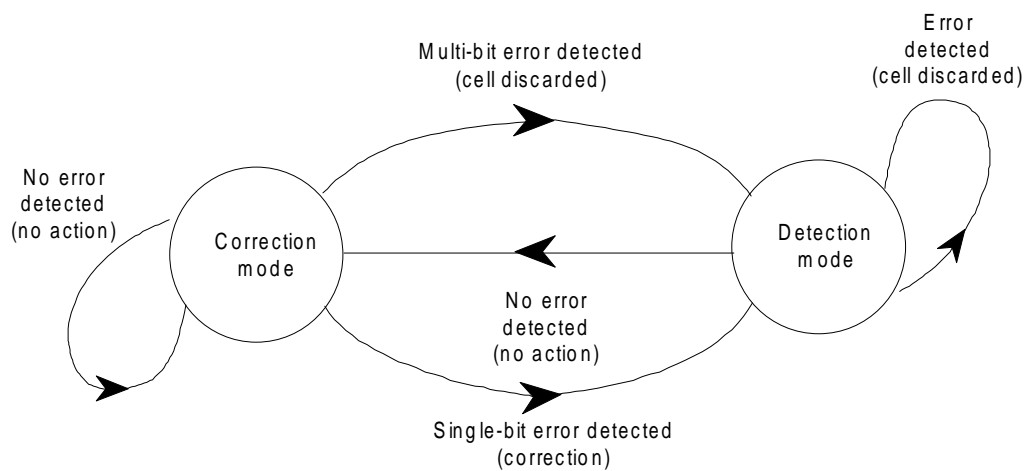 Multi-bit error detected
(cell discarded)
Error
detected
(cell discarded)
No error
detected
(no action)
Correction
mode
Detection
mode
No error
detected
(no action)
Single-bit error detected
(correction)